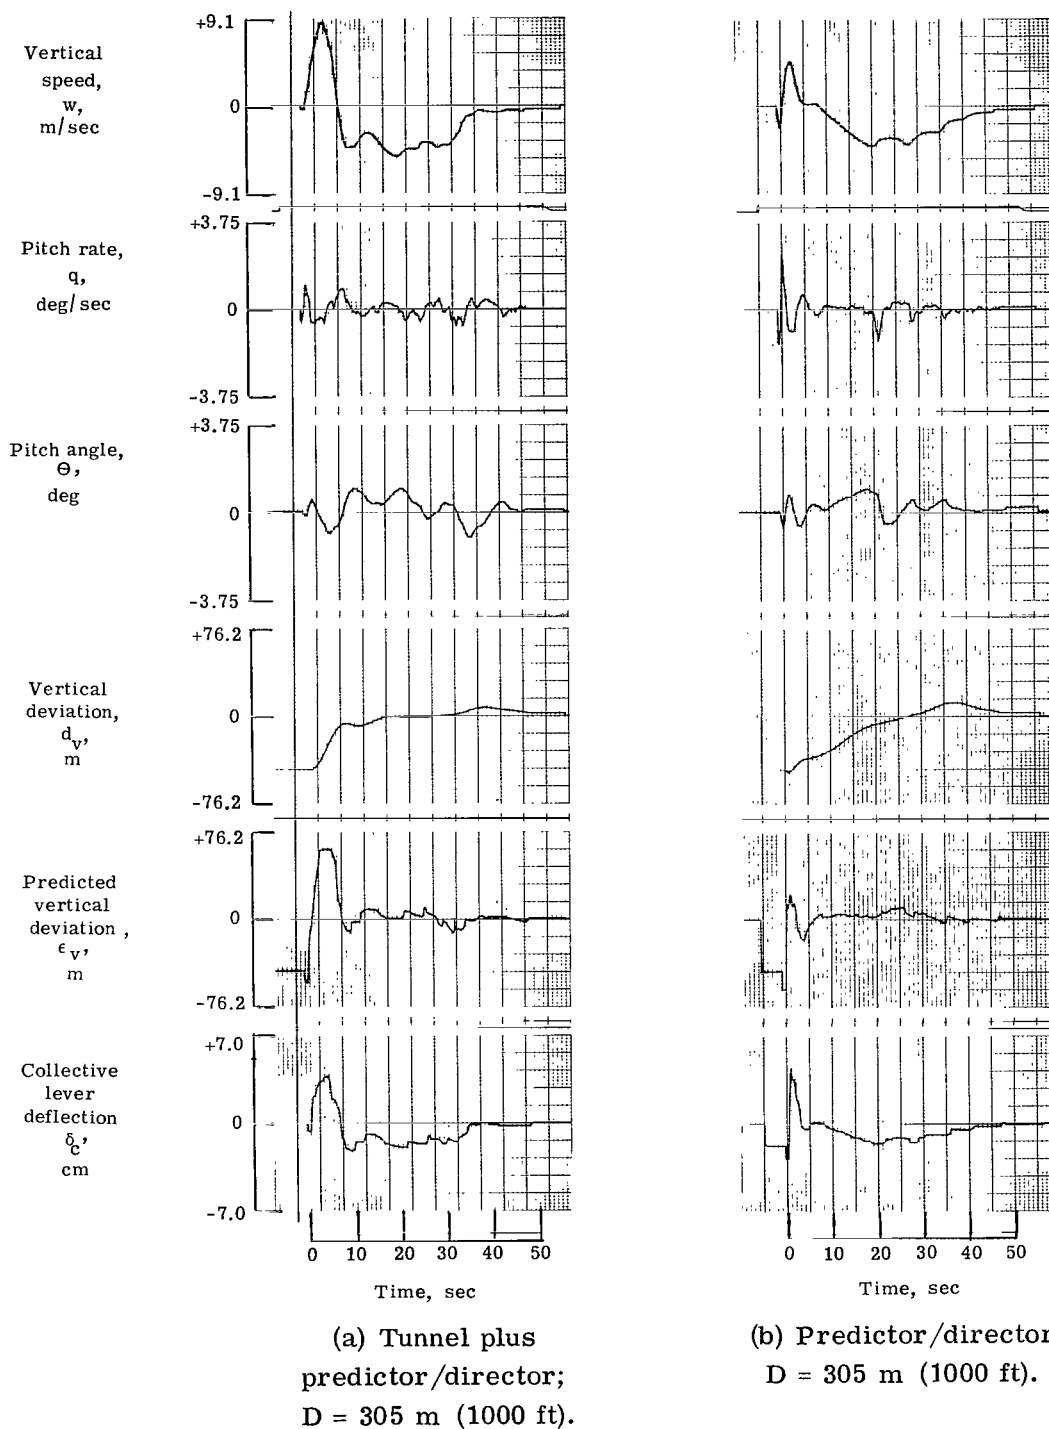 Vertical
speed,
w,
m/sec
+9.1
0
-9.1
Pitch rate,
q,
deg/sec
+3.75
0
-3.75
Pitch angle,
Θ,
deg
+3.75
0
-3.75
Vertical
deviation,
d_v,
m
+76.2
0
-76.2
Predicted
vertical
deviation,
ϵ_v,
m
+76.2
0
-76.2
Collective
lever
deflection
δ_c,
cm
+7.0
0
-7.0
0 10 20 30 40 50
Time, sec
(a) Tunnel plus
predictor/director;
D = 305 m (1000 ft).
0 10 20 30 40 50
Time, sec
(b) Predictor/director
D = 305 m (1000 ft).